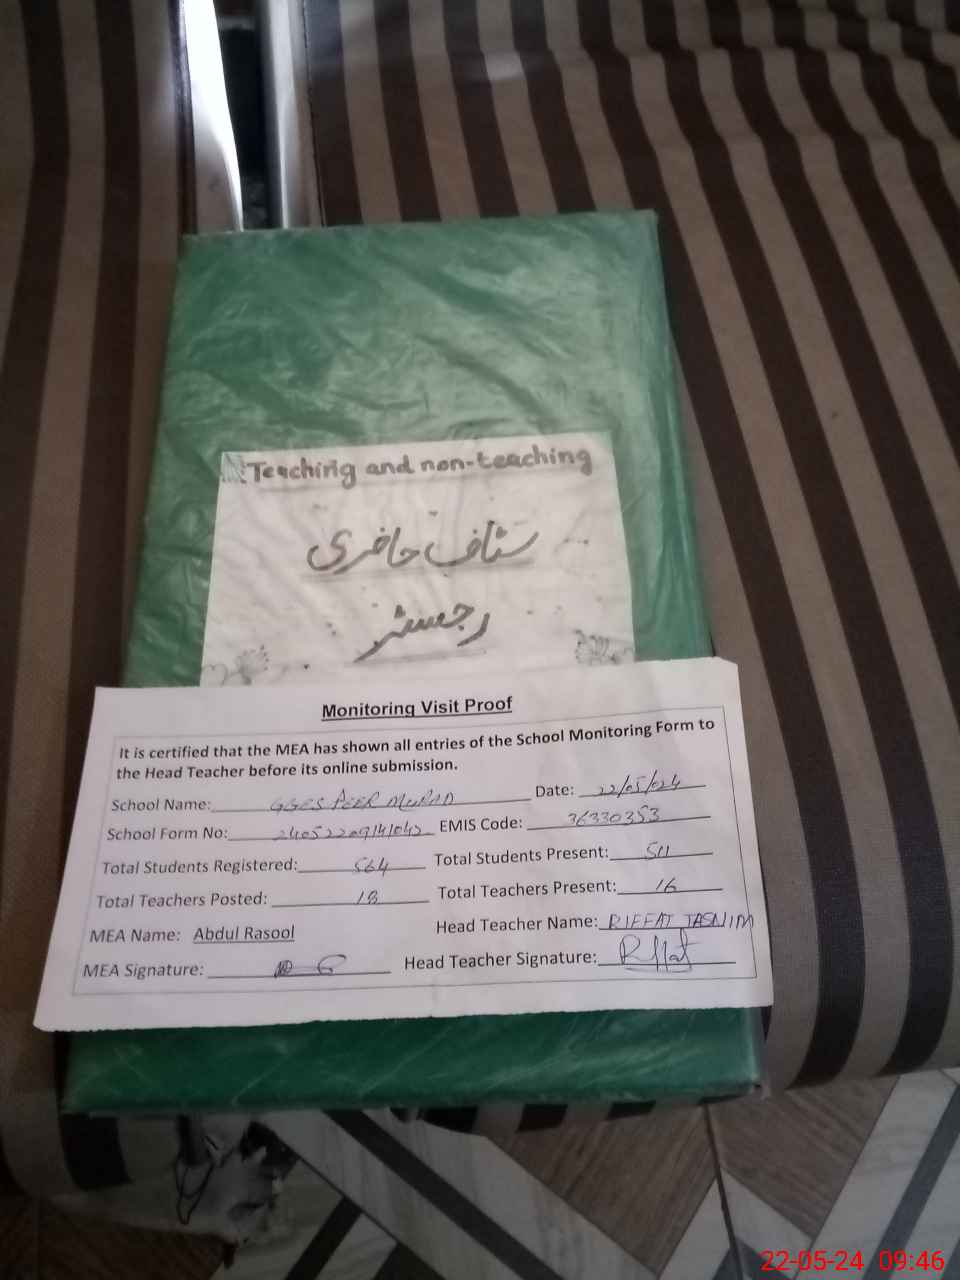 Teaching and non-teaching
سٹاف حاضری
رجسٹر
Monitoring Visit Proof
It is certified that the MEA has shown all entries of the School Monitoring Form to
the Head Teacher before its online submission.
School Name: GGES PEER MURAD Date: 22/05/024
School Form No: 24052209141042 EMIS Code: 36330353
Total Students Registered: 564 Total Students Present: 511
Total Teachers Posted: 18 Total Teachers Present: 16
MEA Name: Abdul Rasool Head Teacher Name: RIFFAT TASNIM
MEA Signature: Head Teacher Signature: Riffat
22-05-24 09:46